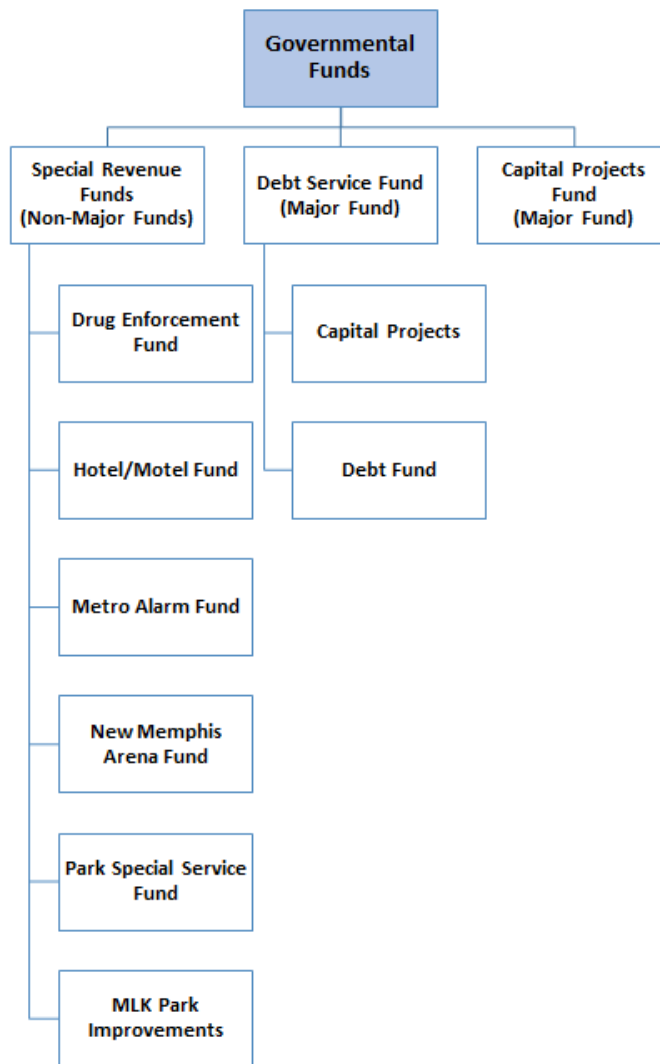 Governmental
Funds
Special Revenue
Funds
(Non-Major Funds)
Debt Service Fund
(Major Fund)
Capital Projects
Fund
(Major Fund)
Drug Enforcement
Fund
Capital Projects
Hotel/Motel Fund
Debt Fund
Metro Alarm Fund
New Memphis
Arena Fund
Park Special Service
Fund
MLK Park
Improvements